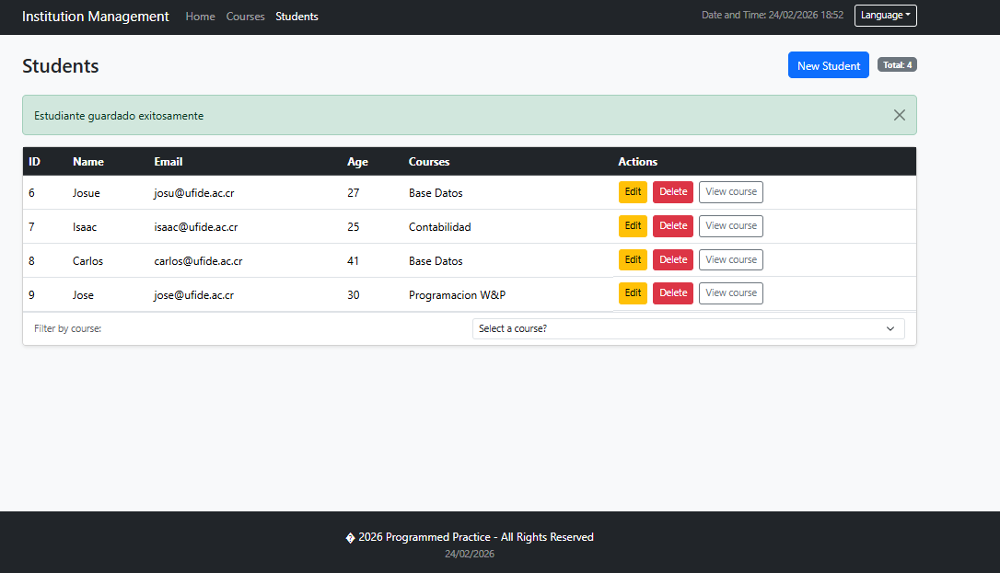 Institution Management Home Courses Students Date and Time: 24/02/2026 18:52 Language
Students New Student Total: 4
Estudiante guardado exitosamente
ID Name Email Age Courses Actions
6 Josue josu@ufide.ac.cr 27 Base Datos Edit Delete View course
7 Isaac isaac@ufide.ac.cr 25 Contabilidad Edit Delete View course
8 Carlos carlos@ufide.ac.cr 41 Base Datos Edit Delete View course
9 Jose jose@ufide.ac.cr 30 Programacion W&P Edit Delete View course
Filter by course: Select a course?
� 2026 Programmed Practice - All Rights Reserved
24/02/2026